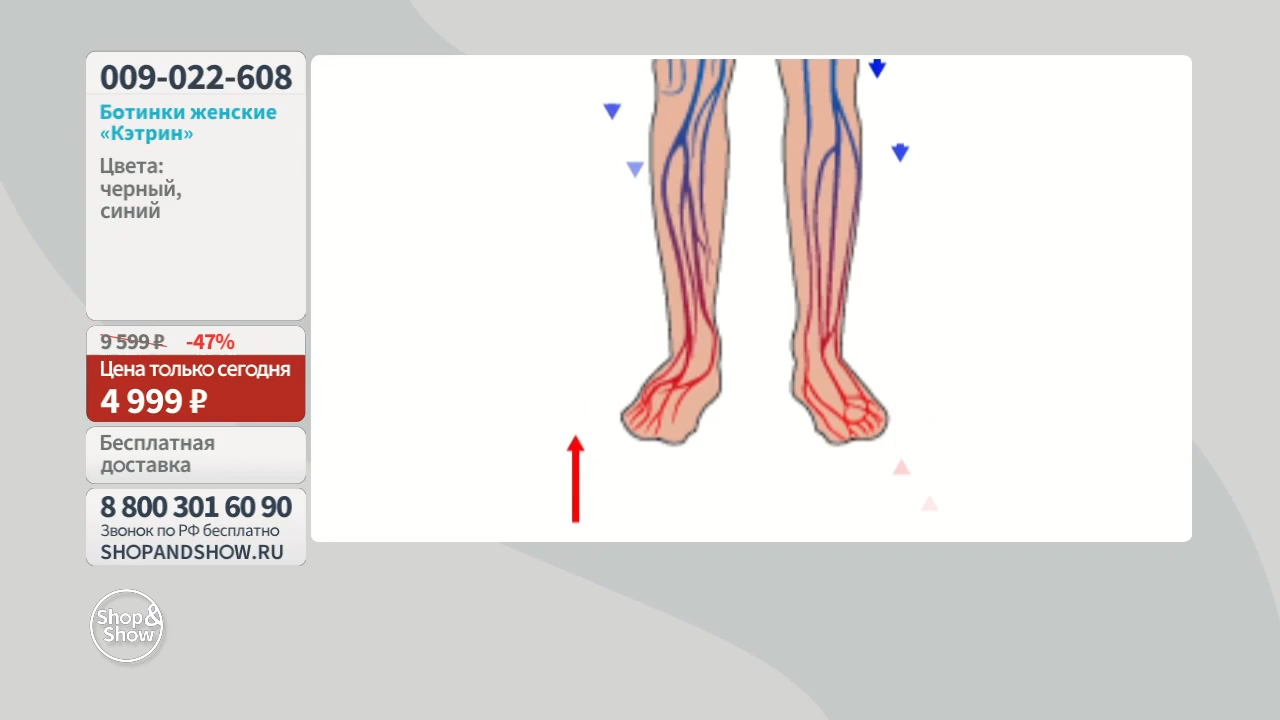 009-022-608
Ботинки женские
«Кэтрин»
Цвета:
черный,
синий
9 599 ₽ -47%
Цена только сегодня
4 999 ₽
Бесплатная
доставка
8 800 301 60 90
Звонок по РФ бесплатно
SHOPANDSHOW.RU
Shop&
Show